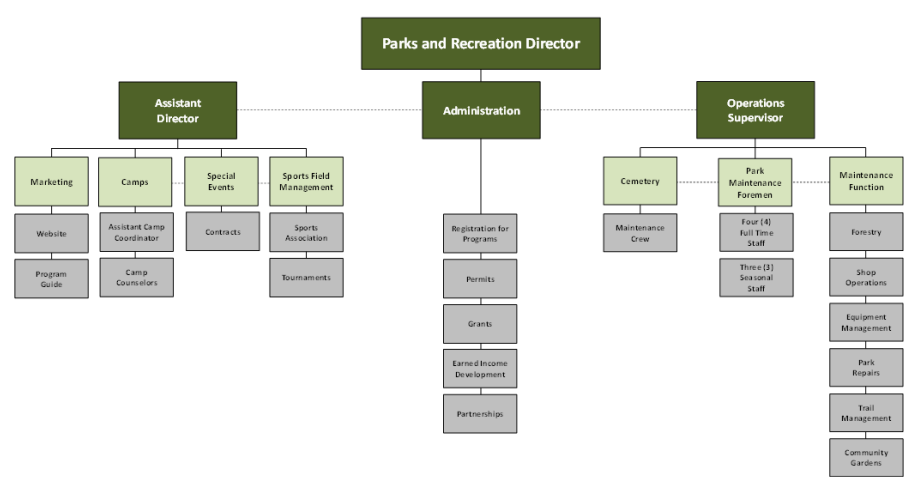 Parks and Recreation Director
Assistant
Director
Administration
Operations
Supervisor
Marketing
Camps
Special
Events
Sports Field
Management
Cemetery
Park
Maintenance
Foremen
Maintenance
Function
Website
Program
Guide
Assistant Camp
Coordinator
Camp
Counselors
Contracts
Sports
Association
Tournaments
Registration for
Programs
Permits
Grants
Earned Income
Development
Partnerships
Maintenance
Crew
Four (4)
Full Time
Staff
Three (3)
Seasonal
Staff
Forestry
Shop
Operations
Equipment
Management
Park
Repairs
Trail
Management
Community
Gardens